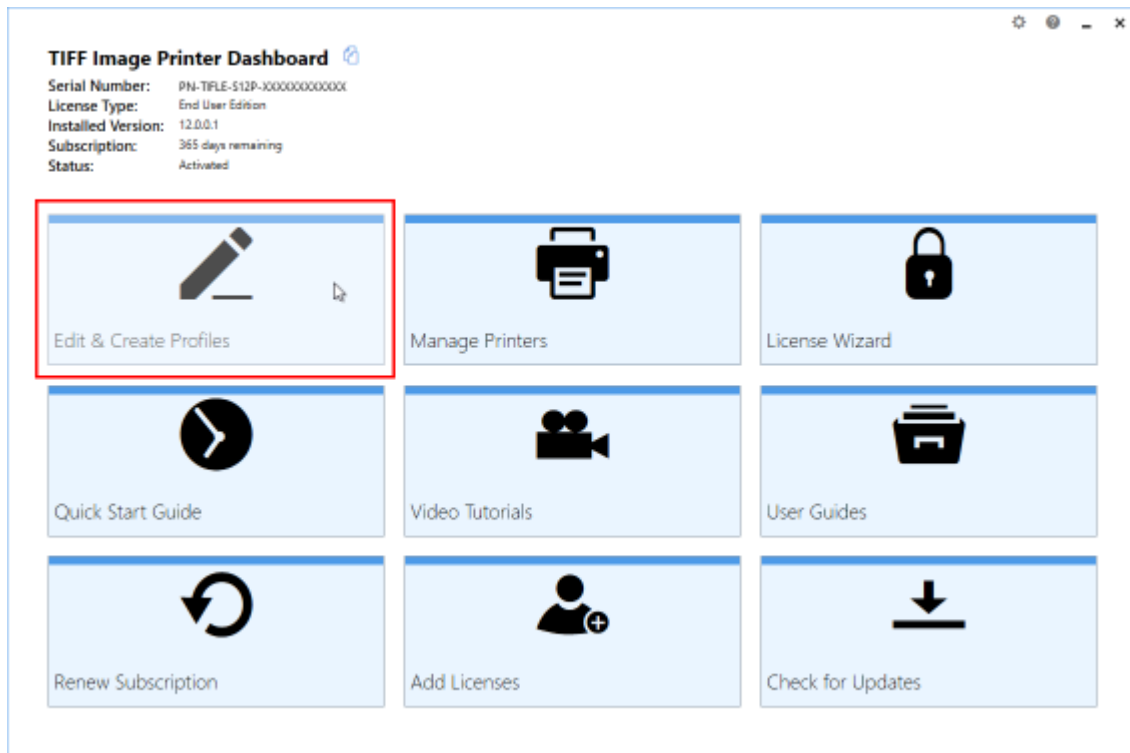 TIFF Image Printer Dashboard
Serial Number: PN-TIFLE-S12P-XXXXXXXXXXXX
License Type: End User Edition
Installed Version: 12.0.0.1
Subscription: 365 days remaining
Status: Activated
Edit & Create Profiles
Manage Printers
License Wizard
Quick Start Guide
Video Tutorials
User Guides
Renew Subscription
Add Licenses
Check for Updates